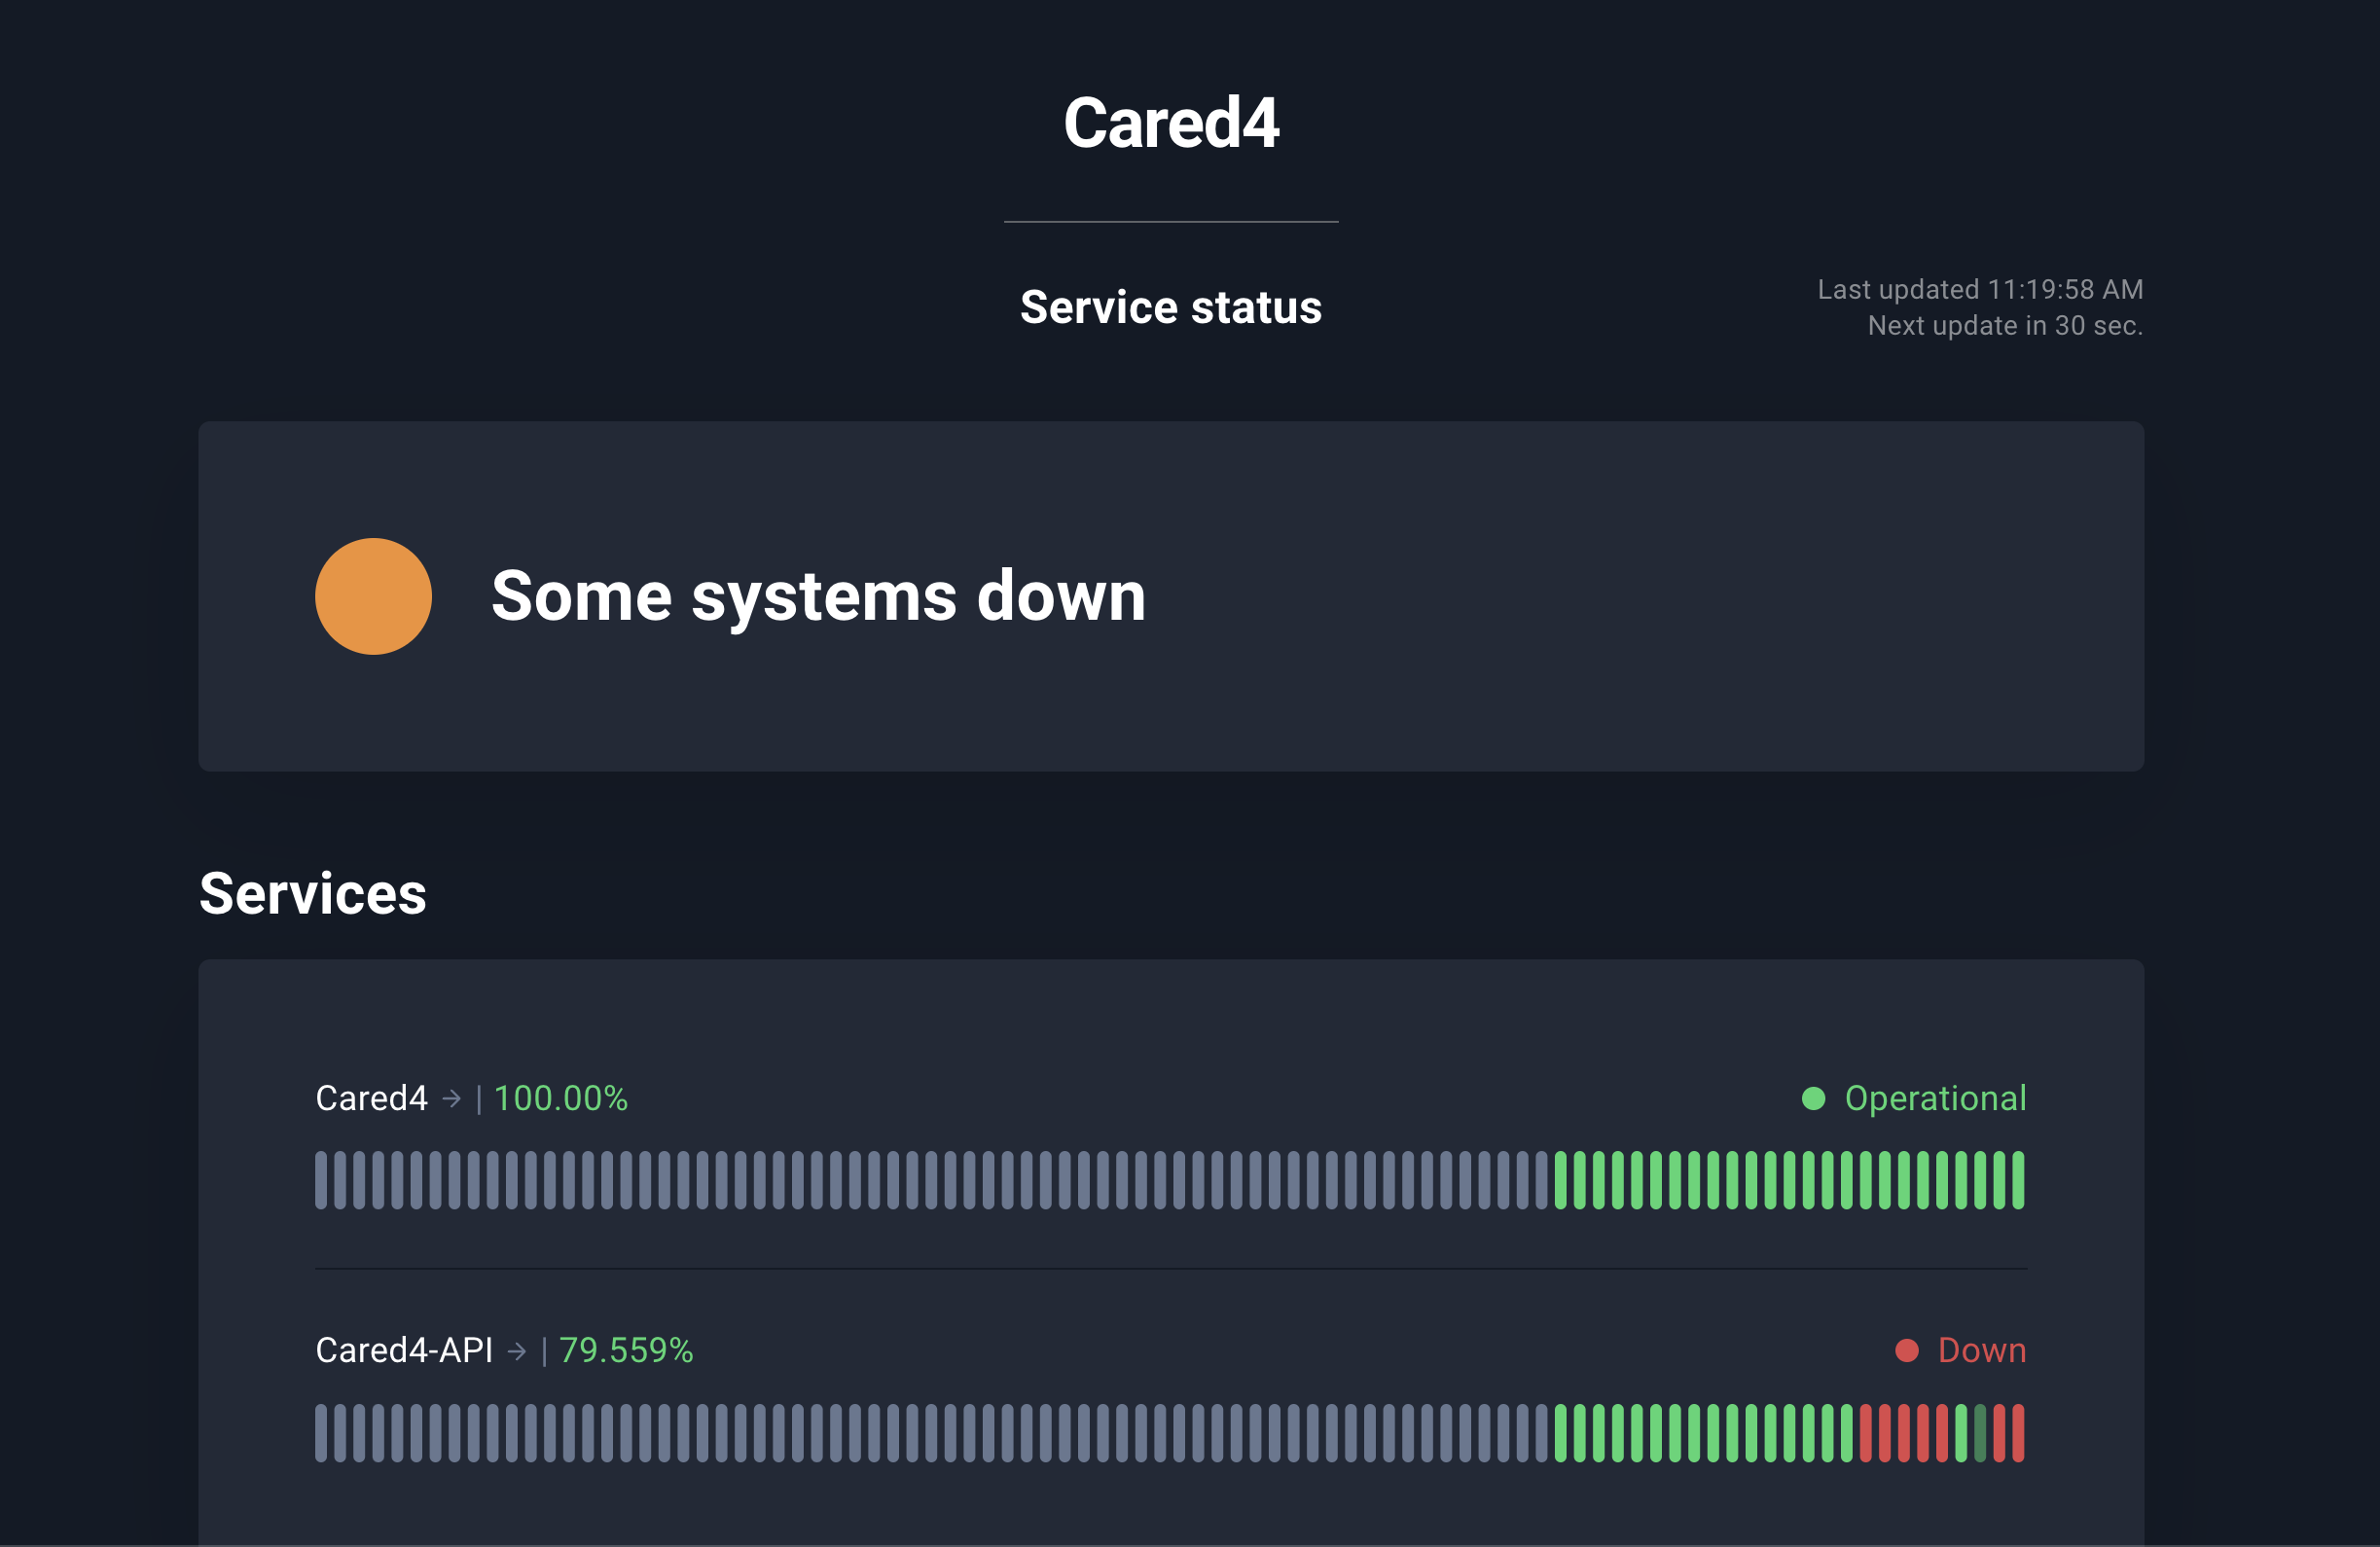 Cared4
Service status
Last updated 11:19:58 AM
Next update in 30 sec.
Some systems down
Services
Cared4 → | 100.00%
Operational
Cared4-API → | 79.559%
Down